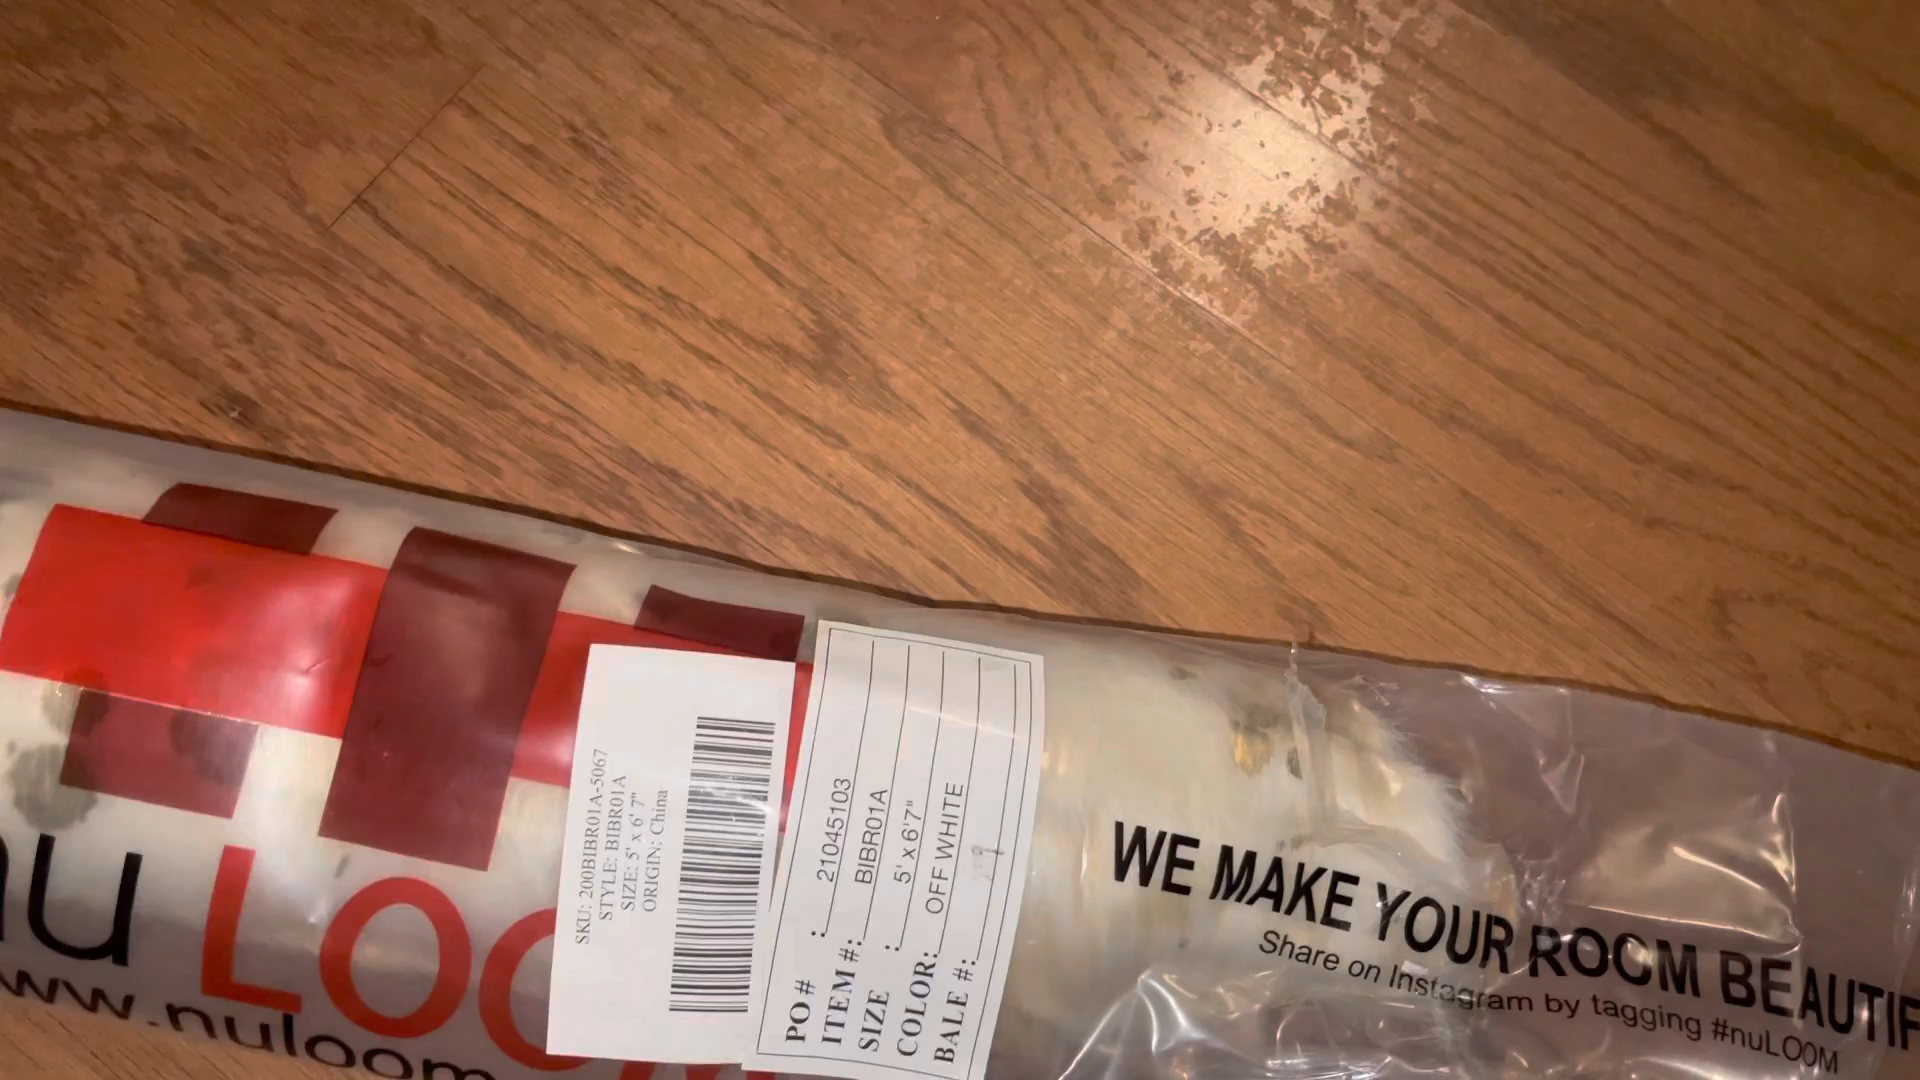 nu LOOM
www.nuloom
SKU: 200BIBR01A-5067
STYLE: BIBR01A
SIZE: 5' x 6' 7"
ORIGIN: China
PO # : 21045103
ITEM #: BIBR01A
SIZE : 5' x 6'7"
COLOR: OFF WHITE
BALE #:
WE MAKE YOUR ROOM BEAUTIF
Share on Instagram by tagging #nuLOOM